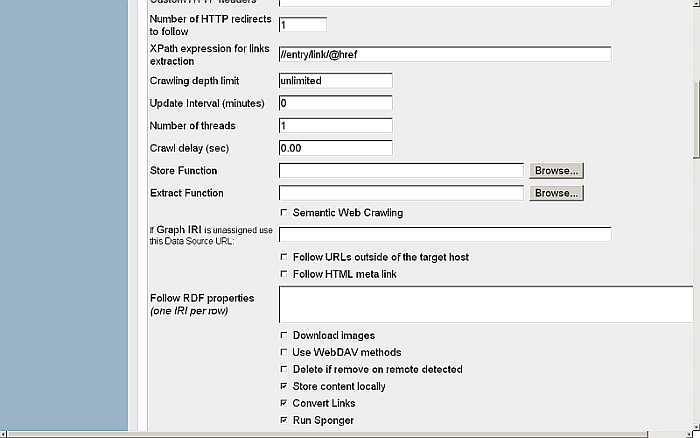 Custom HTTP headers
Number of HTTP redirects
to follow
1
XPath expression for links
extraction
//entry/link/@href
Crawling depth limit
unlimited
Update Interval (minutes)
0
Number of threads
1
Crawl delay (sec)
0.00
Store Function
Browse...
Extract Function
Browse...
Semantic Web Crawling
If Graph IRI is unassigned use
this Data Source URL:
Follow URLs outside of the target host
Follow HTML meta link
Follow RDF properties
(one IRI per row)
Download images
Use WebDAV methods
Delete if remove on remote detected
Store content locally
Convert Links
Run Sponger